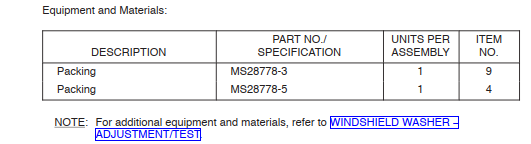 Equipment and Materials:
PART NO./ UNITS PER ITEM
DESCRIPTION SPECIFICATION ASSEMBLY NO.
Packing MS28778-3 1 9
Packing MS28778-5 1 4
NOTE: For additional equipment and materials, refer to WINDSHIELD WASHER –
ADJUSTMENT/TEST.